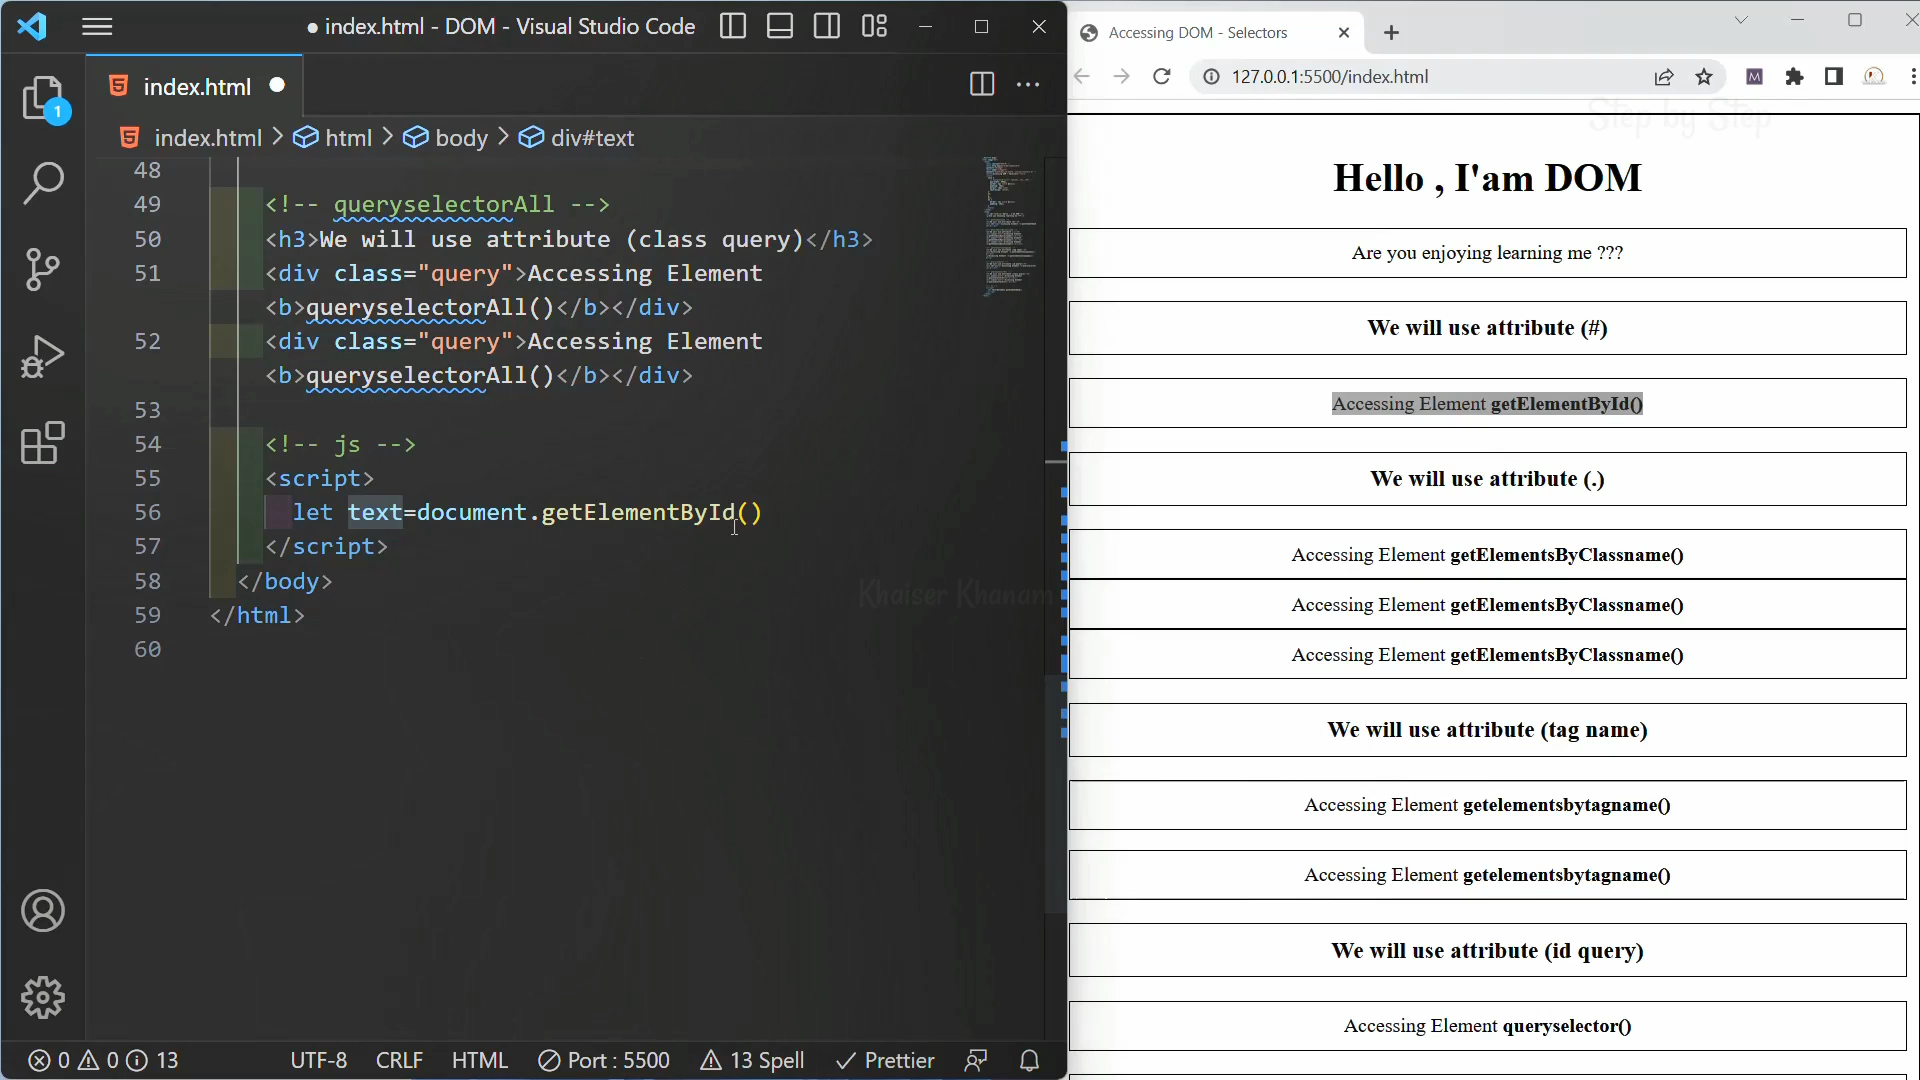 index.html - DOM - Visual Studio Code
index.html
1
index.html > html > body > div#text
48
49 <!-- queryselectorAll -->
50 <h3>We will use attribute (class query)</h3>
51 <div class="query">Accessing Element
<b>queryselectorAll()</b></div>
52 <div class="query">Accessing Element
<b>queryselectorAll()</b></div>
53
54 <!-- js -->
55 <script>
56 let text=document.getElementById()
57 </script>
58 </body>
59 </html>
60
Khaiser Khanam
0 0 13 UTF-8 CRLF HTML Port : 5500 13 Spell Prettier
Accessing DOM - Selectors
127.0.0.1:5500/index.html
M
Step by Step
Hello , I'am DOM
Are you enjoying learning me ???
We will use attribute (#)
Accessing Element getElementById()
We will use attribute (.)
Accessing Element getElementsByClassname()
Accessing Element getElementsByClassname()
Accessing Element getElementsByClassname()
We will use attribute (tag name)
Accessing Element getelementsbytagname()
Accessing Element getelementsbytagname()
We will use attribute (id query)
Accessing Element queryselector()